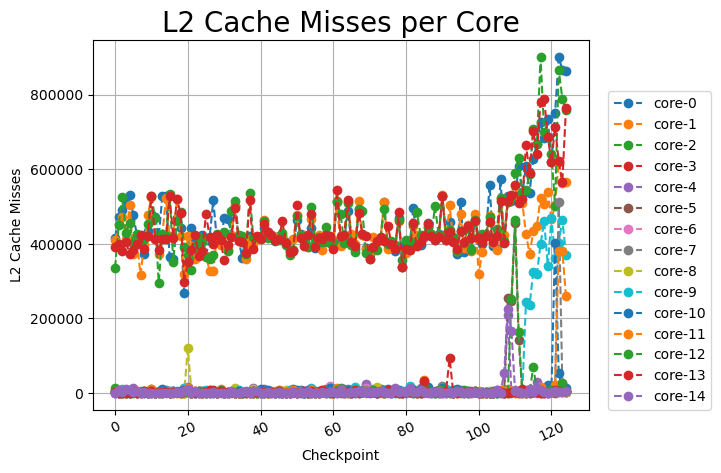 L2 Cache Misses per Core
L2 Cache Misses
800000
600000
400000
200000
0
0 20 40 60 80 100 120
Checkpoint
core-0
core-1
core-2
core-3
core-4
core-5
core-6
core-7
core-8
core-9
core-10
core-11
core-12
core-13
core-14